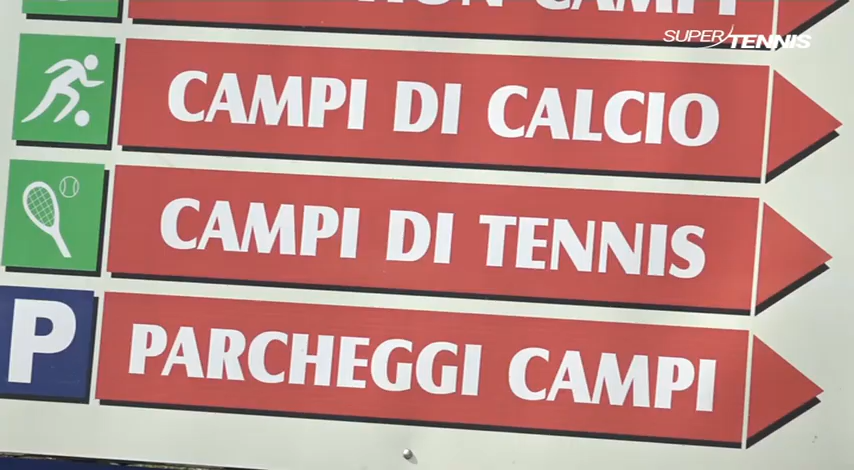 CAMPI
SUPER TENNIS
CAMPI DI CALCIO
CAMPI DI TENNIS
P PARCHEGGI CAMPI